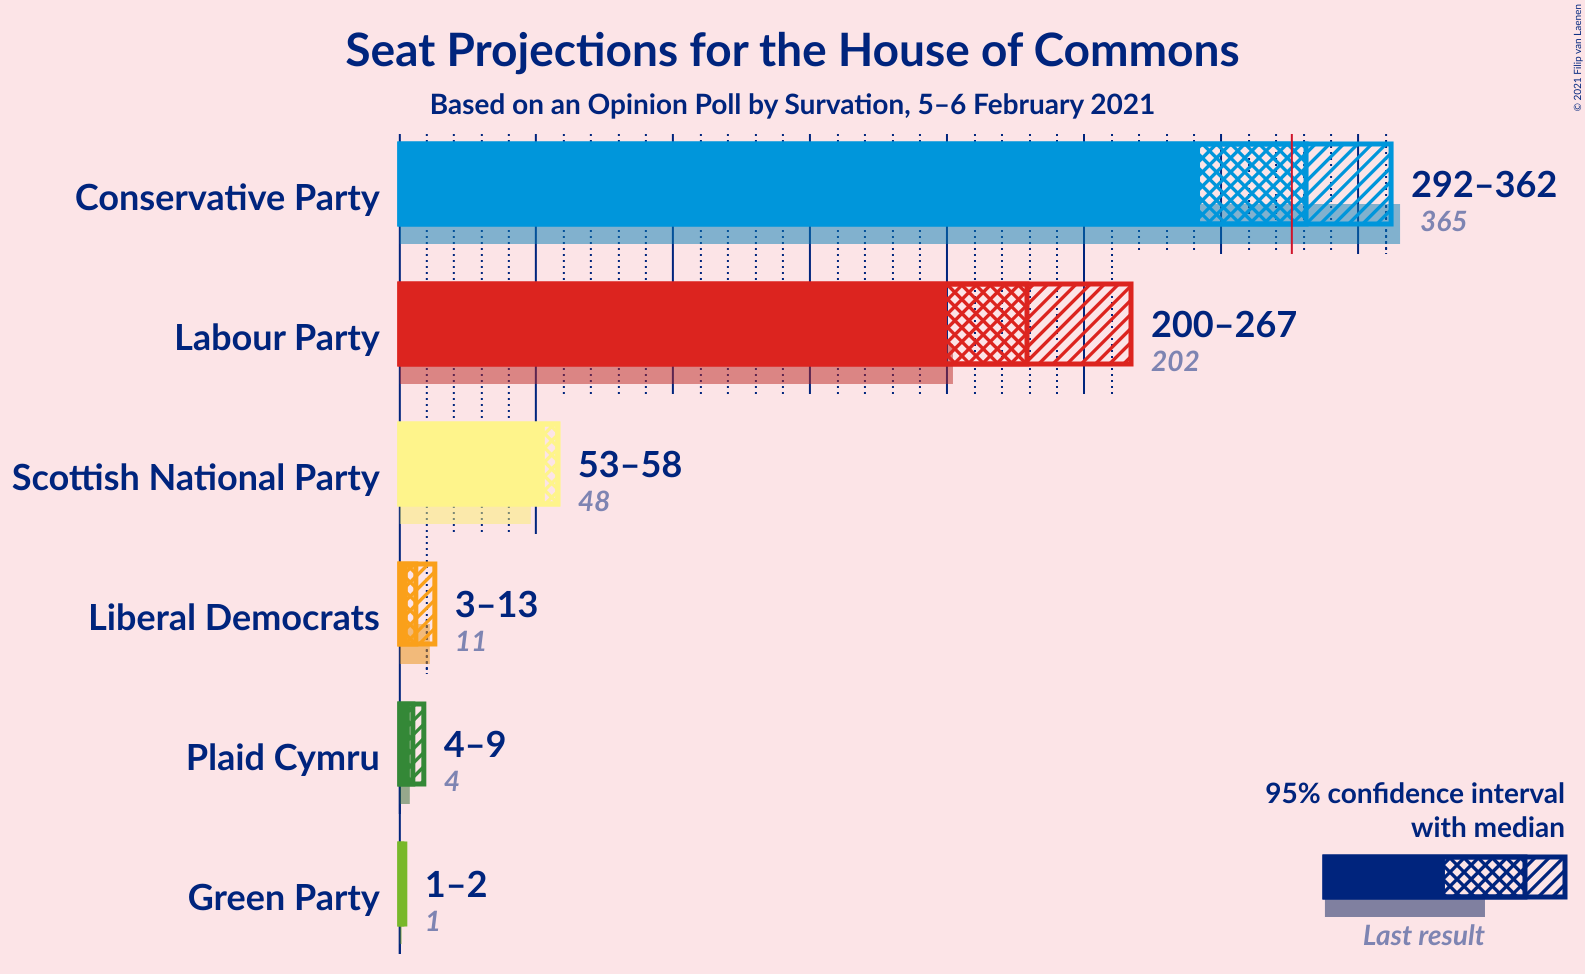 Seat Projections for the House of Commons
Based on an Opinion Poll by Survation, 5–6 February 2021
© 2021 Filip van Laenen
Conservative Party
292–362
365
Labour Party
200–267
202
Scottish National Party
53–58
48
Liberal Democrats
3–13
11
Plaid Cymru
4–9
4
Green Party
1–2
1
95% confidence interval
with median
Last result